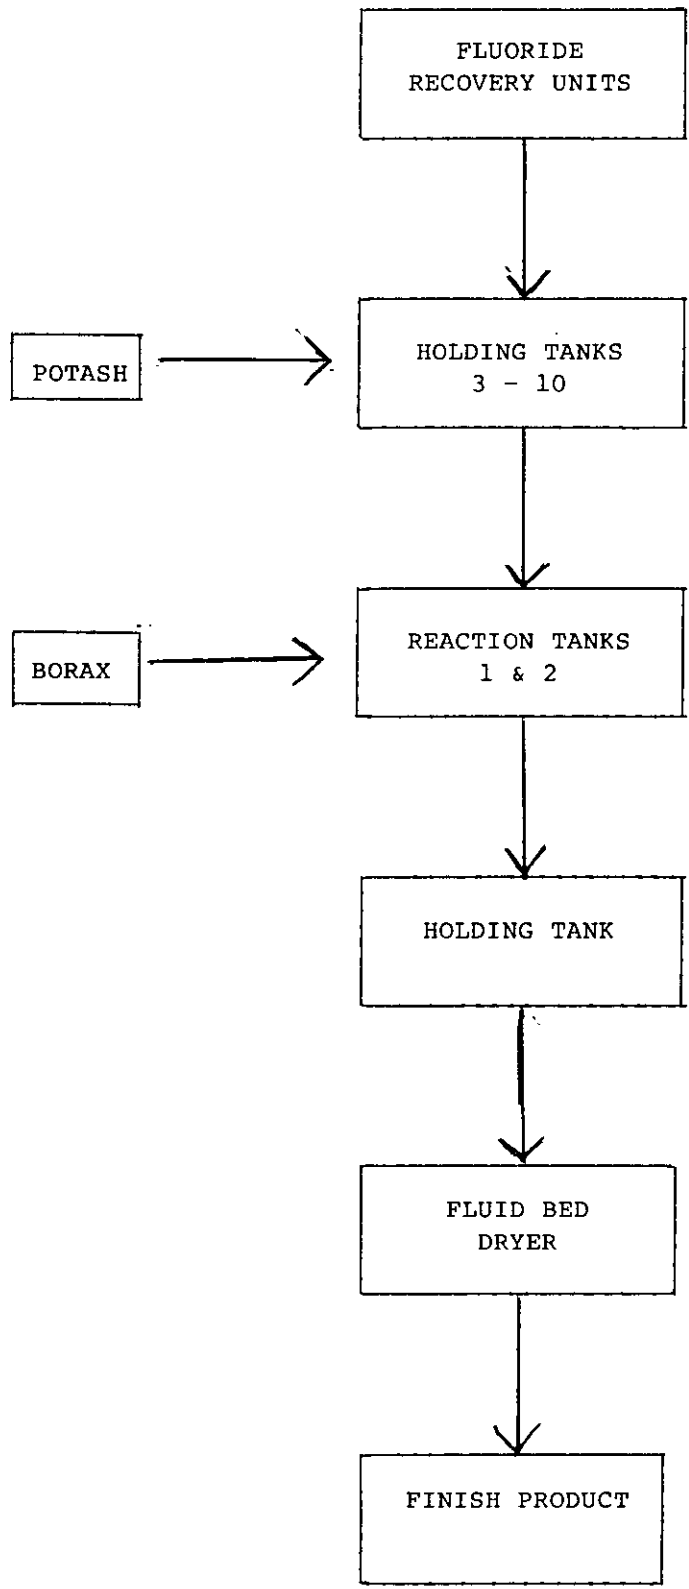 FLUORIDE
RECOVERY UNITS
POTASH
HOLDING TANKS
3 - 10
BORAX
REACTION TANKS
1 & 2
HOLDING TANK
FLUID BED
DRYER
FINISH PRODUCT